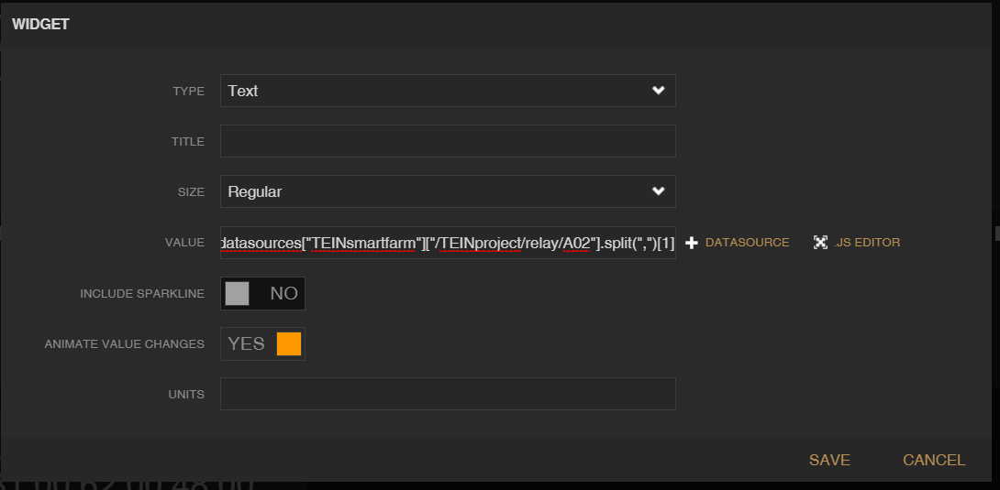 WIDGET
TYPE Text
TITLE
SIZE Regular
VALUE datasources["TEINsmartfarm"]["/TEINproject/relay/A02"].split(",")[1] DATASOURCE .JS EDITOR
INCLUDE SPARKLINE NO
ANIMATE VALUE CHANGES YES
UNITS
SAVE CANCEL